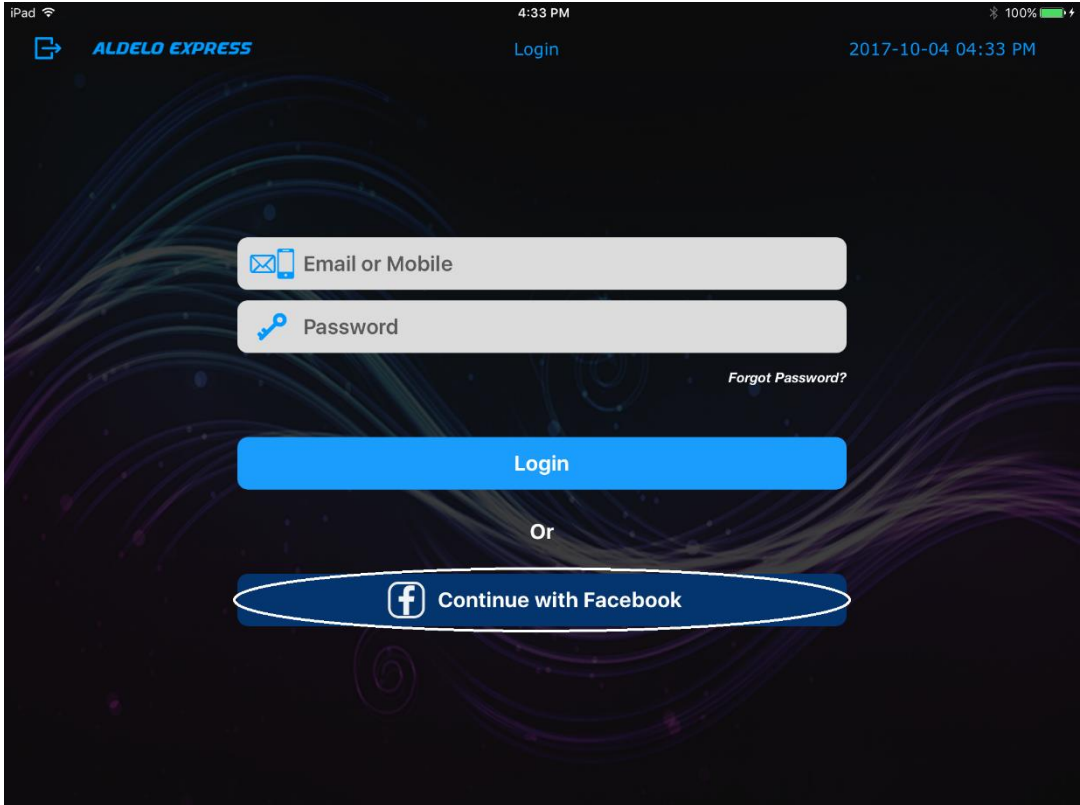 iPad 4:33 PM 100%
ALDELO EXPRESS Login 2017-10-04 04:33 PM
Email or Mobile
Password
Forgot Password?
Login
Or
Continue with Facebook